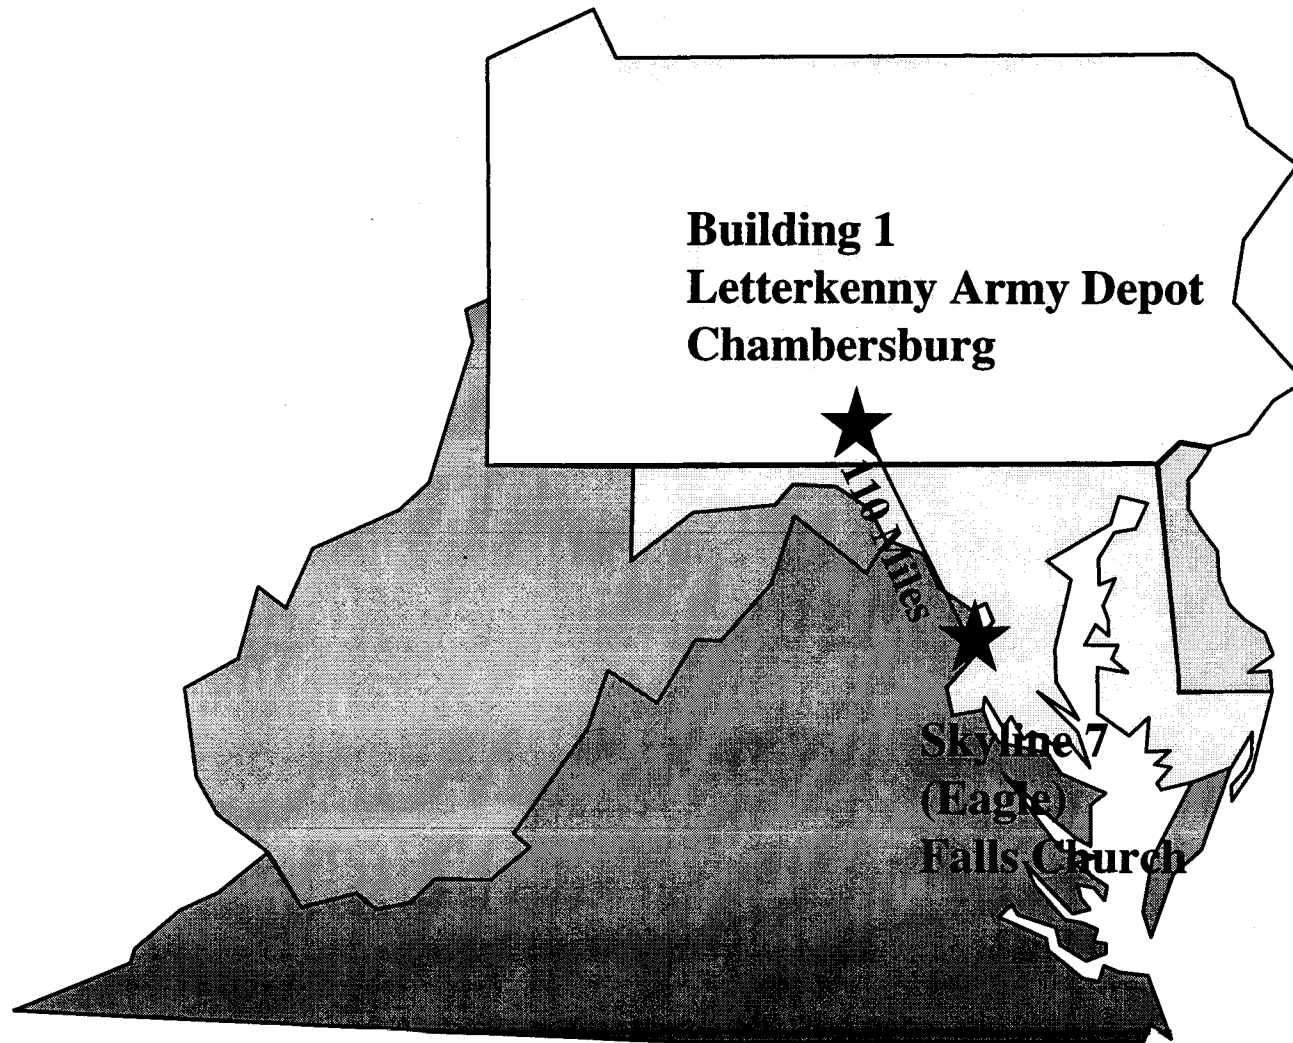 Building 1
Letterkenny Army Depot
Chambersburg
110 Miles
Skyline 7
(Eagle)
Falls Church